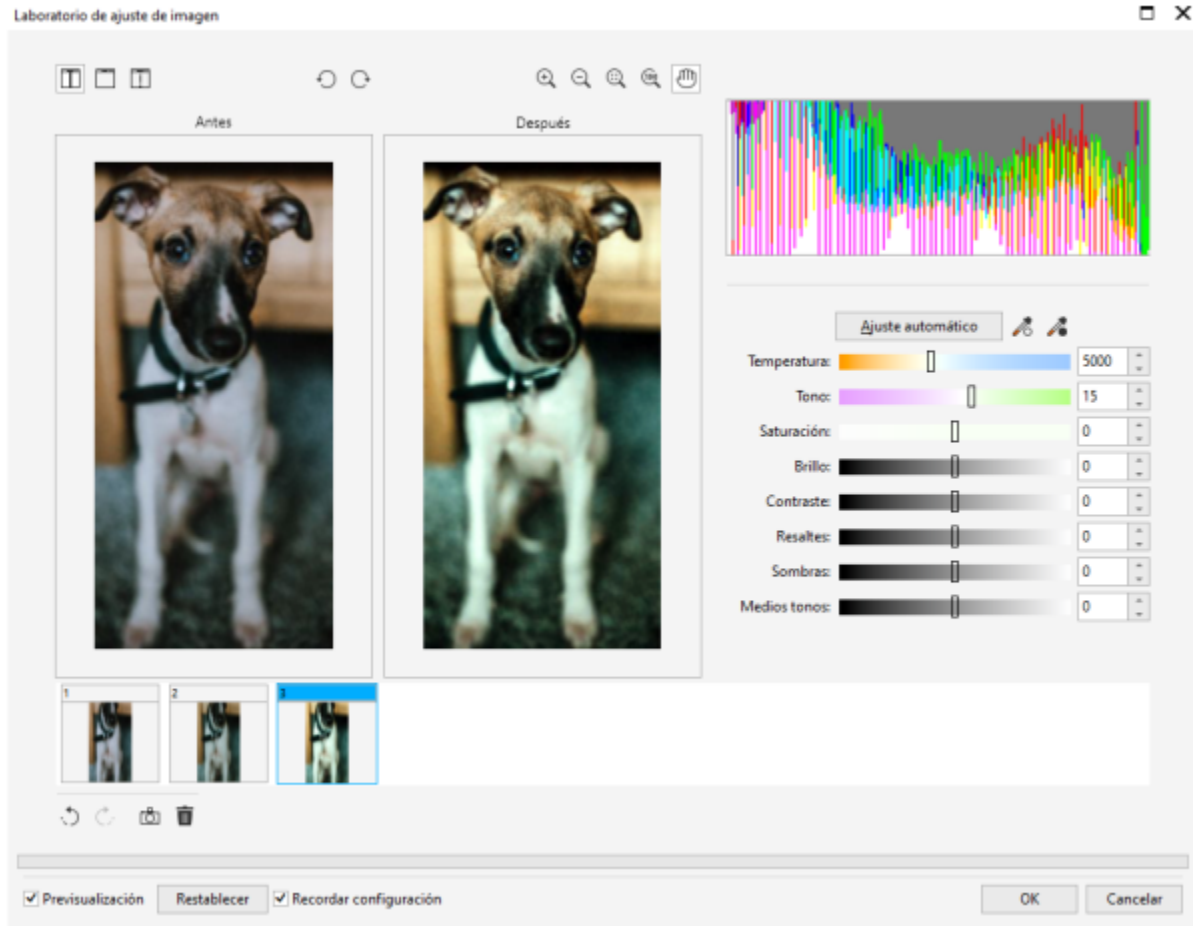 Laboratorio de ajuste de imagen
Antes
Después
Ajuste automático
Temperatura: 5000
Tono: 15
Saturación: 0
Brillo: 0
Contraste: 0
Resaltes: 0
Sombras: 0
Medios tonos: 0
1 2 3
Previsualización Restablecer Recordar configuración OK Cancelar